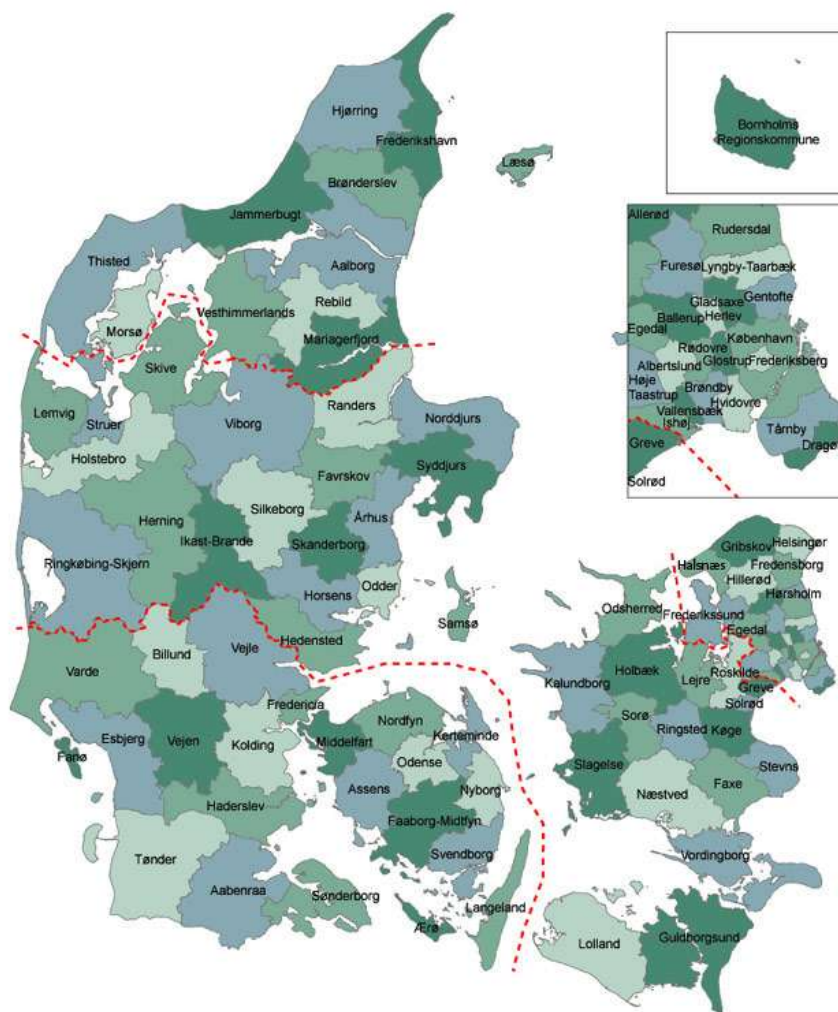 Hjørring
Frederikshavn
Læsø
Brønderslev
Jammerbugt
Thisted
Aalborg
Vesthimmerlands
Rebild
Morsø
Mariagerfjord
Skive
Lemvig
Struer
Viborg
Randers
Norddjurs
Holstebro
Syddjurs
Favrskov
Silkeborg
Herning
Århus
Ikast-Brande
Skanderborg
Ringkøbing-Skjern
Odder
Horsens
Samsø
Hedensted
Billund
Vejle
Varde
Fredericia
Nordfyn
Esbjerg
Vejen
Kolding
Middelfart
Kerteminde
Fanø
Odense
Assens
Nyborg
Haderslev
Faaborg-Midtfyn
Svendborg
Tønder
Aabenraa
Sønderborg
Langeland
Ærø
Bornholms
Regionskommune
Allerød
Rudersdal
Furesø
Lyngby-Taarbæk
Gentofte
Gladsaxe
Ballerup
Herlev
Egedal
København
Rødovre
Glostrup
Frederiksberg
Albertslund
Høje
Taastrup
Brøndby
Hvidovre
Vallensbæk
Ishøj
Tårnby
Greve
Dragø
Solrød
Gribskov
Helsingør
Halsnæs
Fredensborg
Hillerød
Hørsholm
Odsherred
Frederikssund
Egedal
Holbæk
Roskilde
Kalundborg
Lejre
Greve
Solrød
Sorø
Ringsted
Køge
Slagelse
Stevns
Næstved
Faxe
Vordingborg
Lolland
Guldborgsund